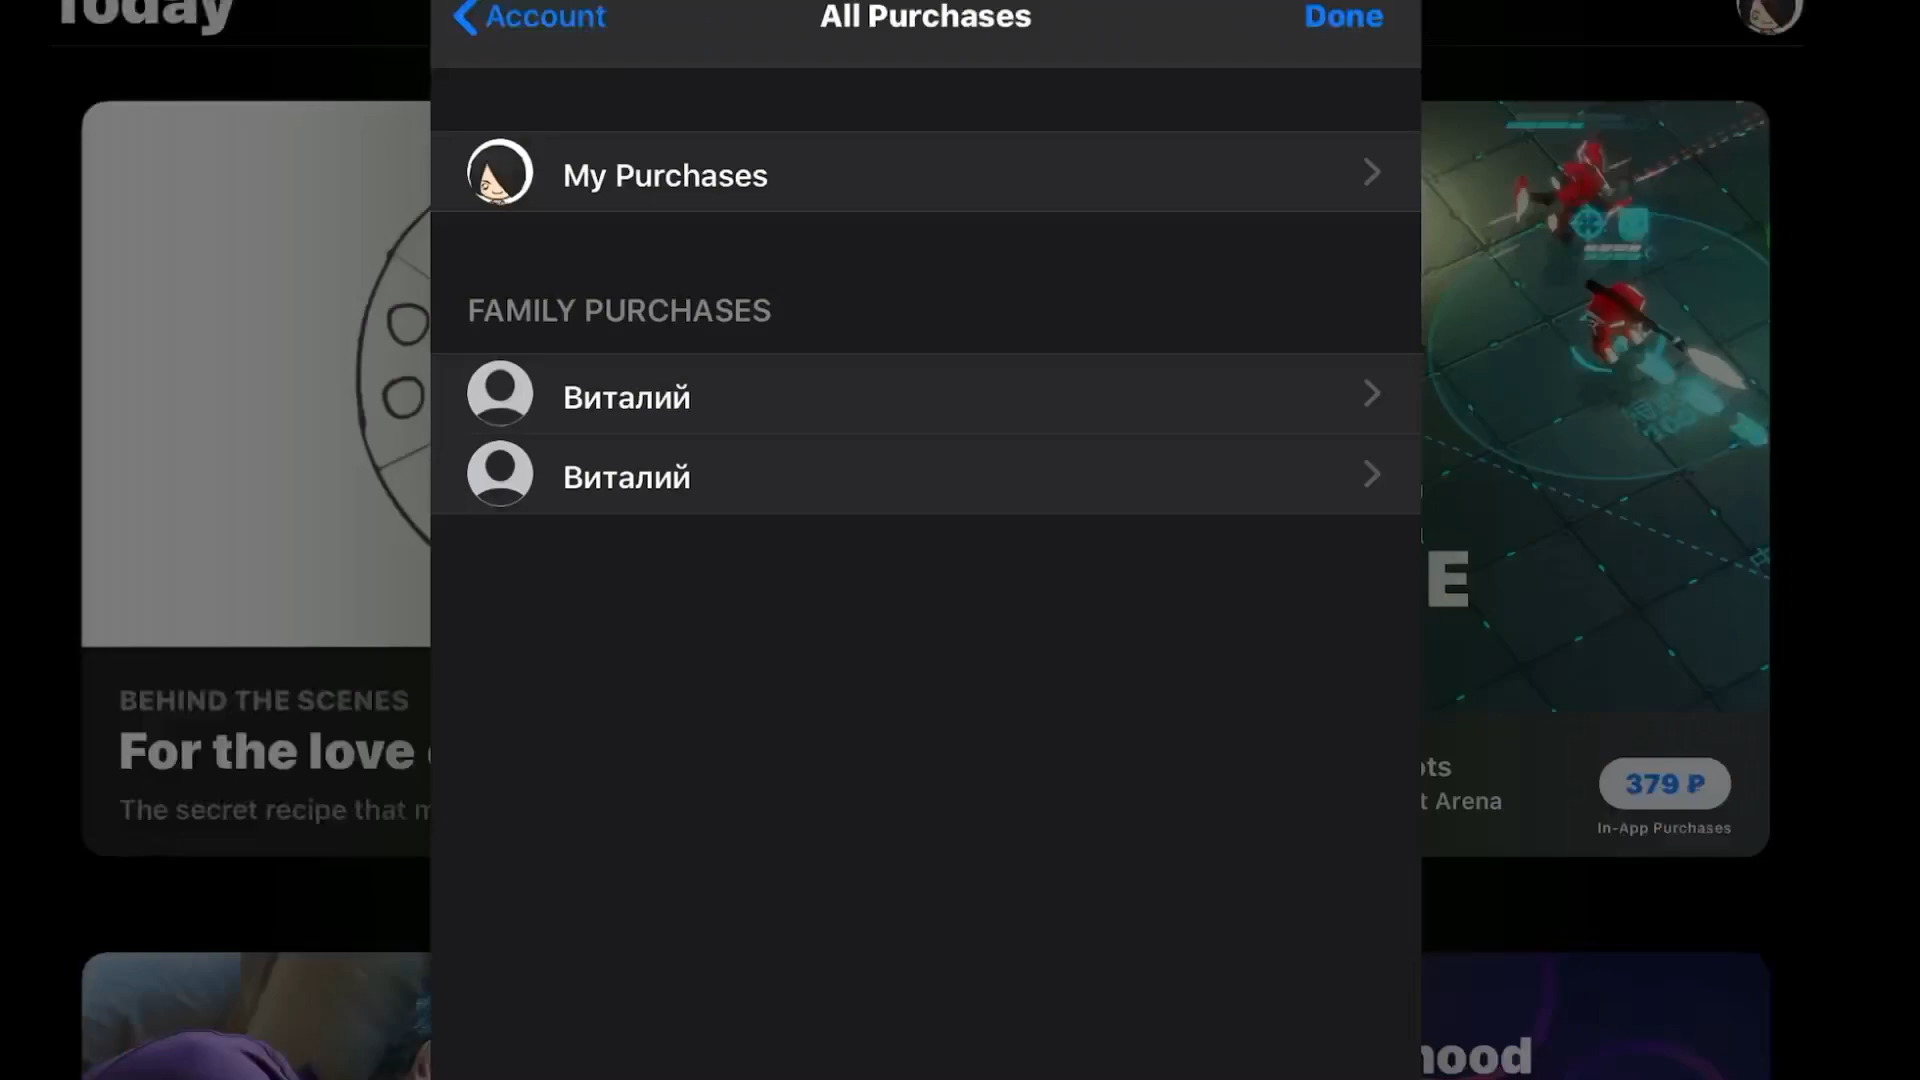 Today
Account
All Purchases
Done
My Purchases
FAMILY PURCHASES
Виталий
Виталий
E
BEHIND THE SCENES
For the love
The secret recipe that
ts
Arena
379 ₽
In-App Purchases
hood